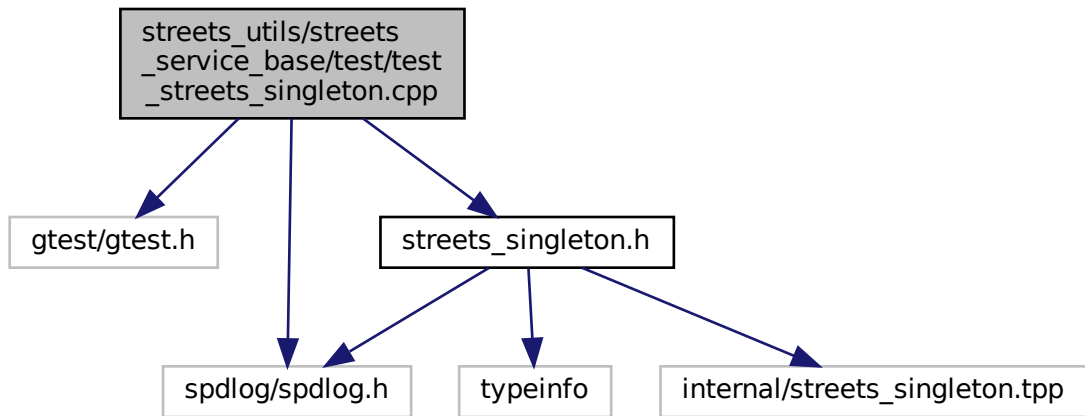 streets_utils/streets
_service_base/test/test
_streets_singleton.cpp
gtest/gtest.h
streets_singleton.h
spdlog/spdlog.h
typeinfo
internal/streets_singleton.tpp